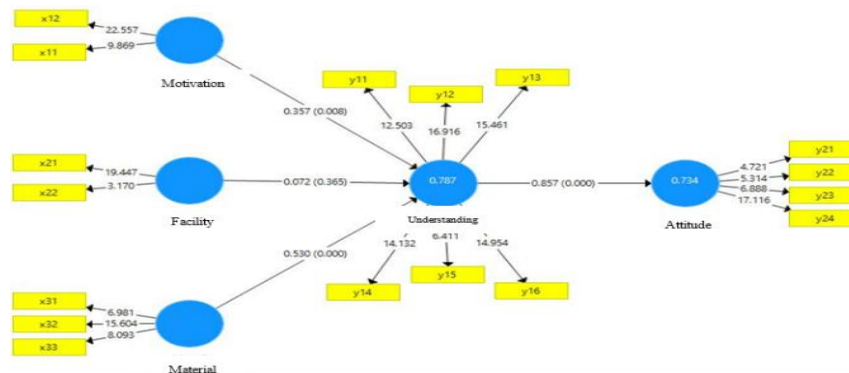 x12
22.557
x11
9.869
Motivation
0.357 (0.008)
y11
y12
y13
12.503
16.916
15.461
x21
19.447
x22
3.170
Facility
0.072 (0.365)
0.787
Understanding
0.857 (0.000)
0.734
Attitude
y21
4.721
y22
5.314
y23
6.888
y24
17.116
0.530 (0.000)
14.132
6.411
14.954
y14
y15
y16
x31
6.981
x32
15.604
x33
8.093
Material